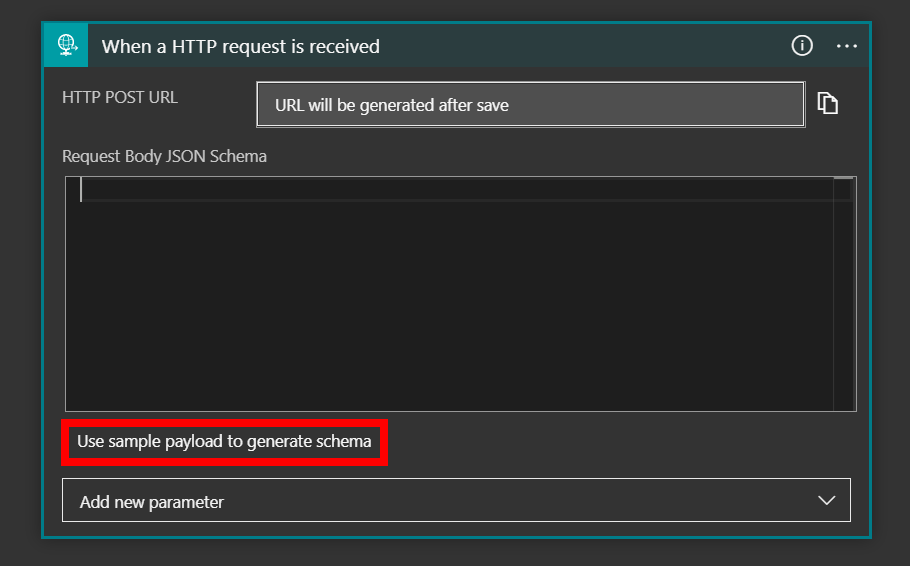 When a HTTP request is received
HTTP POST URL
URL will be generated after save
Request Body JSON Schema
Use sample payload to generate schema
Add new parameter